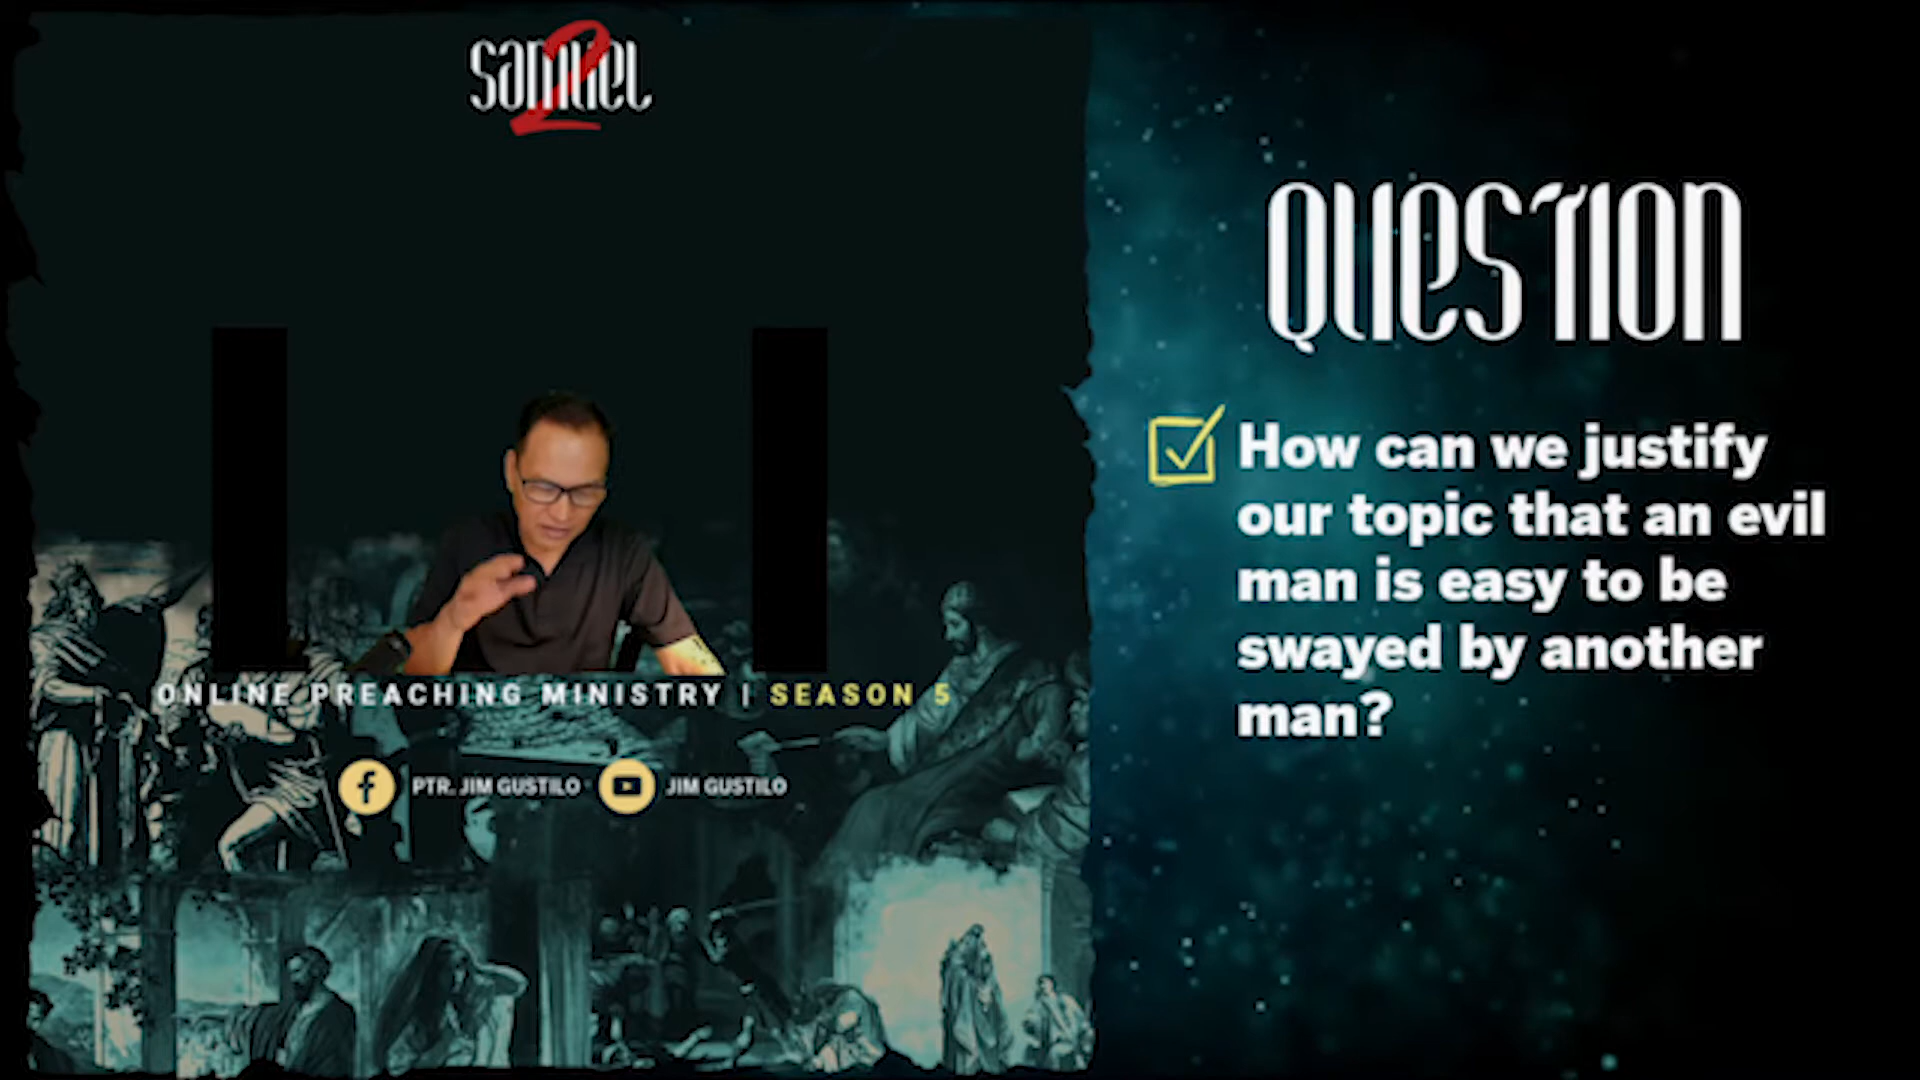 Samuel
2
ONLINE PREACHING MINISTRY | SEASON 5
PTR. JIM GUSTILO
JIM GUSTILO
QUESTION
How can we justify
our topic that an evil
man is easy to be
swayed by another
man?